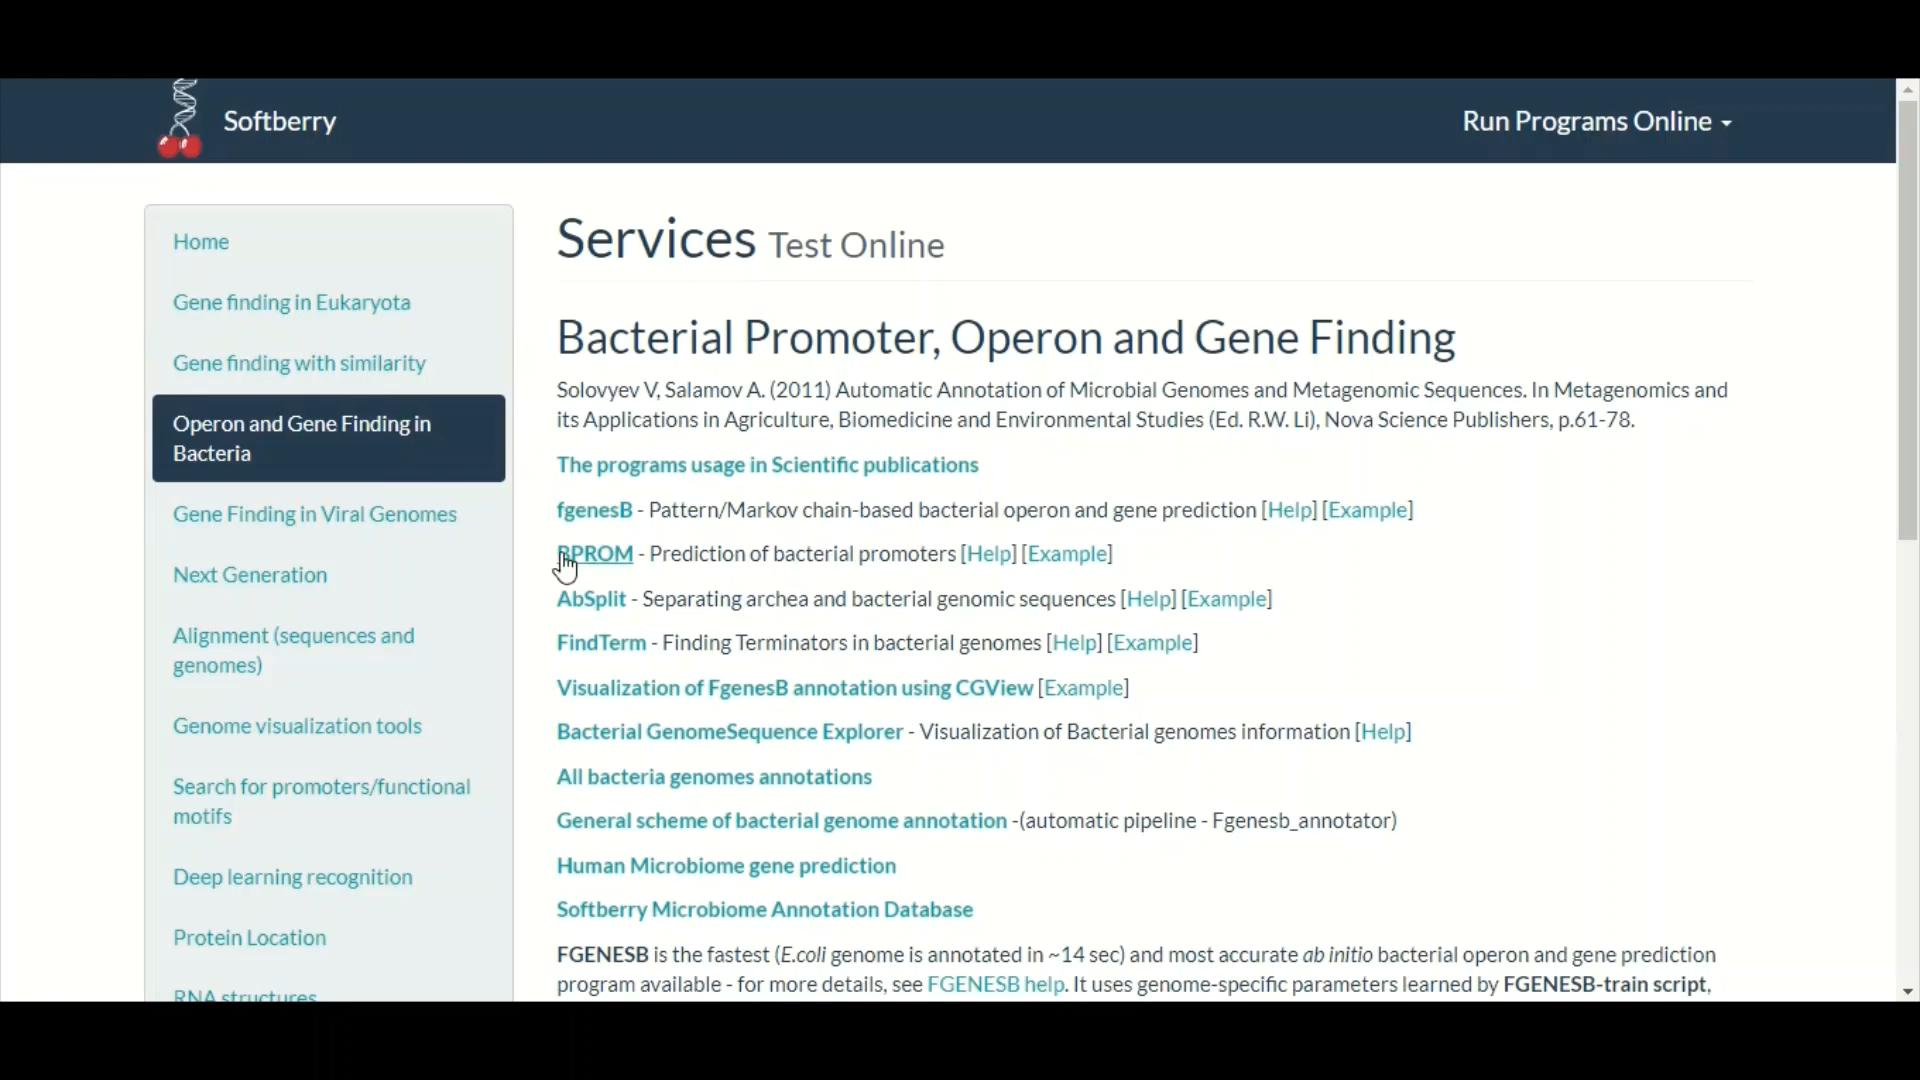 Softberry
Run Programs Online
Home
Gene finding in Eukaryota
Gene finding with similarity
Operon and Gene Finding in
Bacteria
Gene Finding in Viral Genomes
Next Generation
Alignment (sequences and
genomes)
Genome visualization tools
Search for promoters/functional
motifs
Deep learning recognition
Protein Location
RNA structures
Services Test Online
Bacterial Promoter, Operon and Gene Finding
Solovyev V, Salamov A. (2011) Automatic Annotation of Microbial Genomes and Metagenomic Sequences. In Metagenomics and
its Applications in Agriculture, Biomedicine and Environmental Studies (Ed. R.W. Li), Nova Science Publishers, p.61-78.
The programs usage in Scientific publications
fgenesB - Pattern/Markov chain-based bacterial operon and gene prediction [Help] [Example]
BPROM - Prediction of bacterial promoters [Help] [Example]
AbSplit - Separating archea and bacterial genomic sequences [Help] [Example]
FindTerm - Finding Terminators in bacterial genomes [Help] [Example]
Visualization of FgenesB annotation using CGView [Example]
Bacterial GenomeSequence Explorer - Visualization of Bacterial genomes information [Help]
All bacteria genomes annotations
General scheme of bacterial genome annotation -(automatic pipeline - Fgenesb_annotator)
Human Microbiome gene prediction
Softberry Microbiome Annotation Database
FGENESB is the fastest (E.coli genome is annotated in ~14 sec) and most accurate ab initio bacterial operon and gene prediction
program available - for more details, see FGENESB help. It uses genome-specific parameters learned by FGENESB-train script,